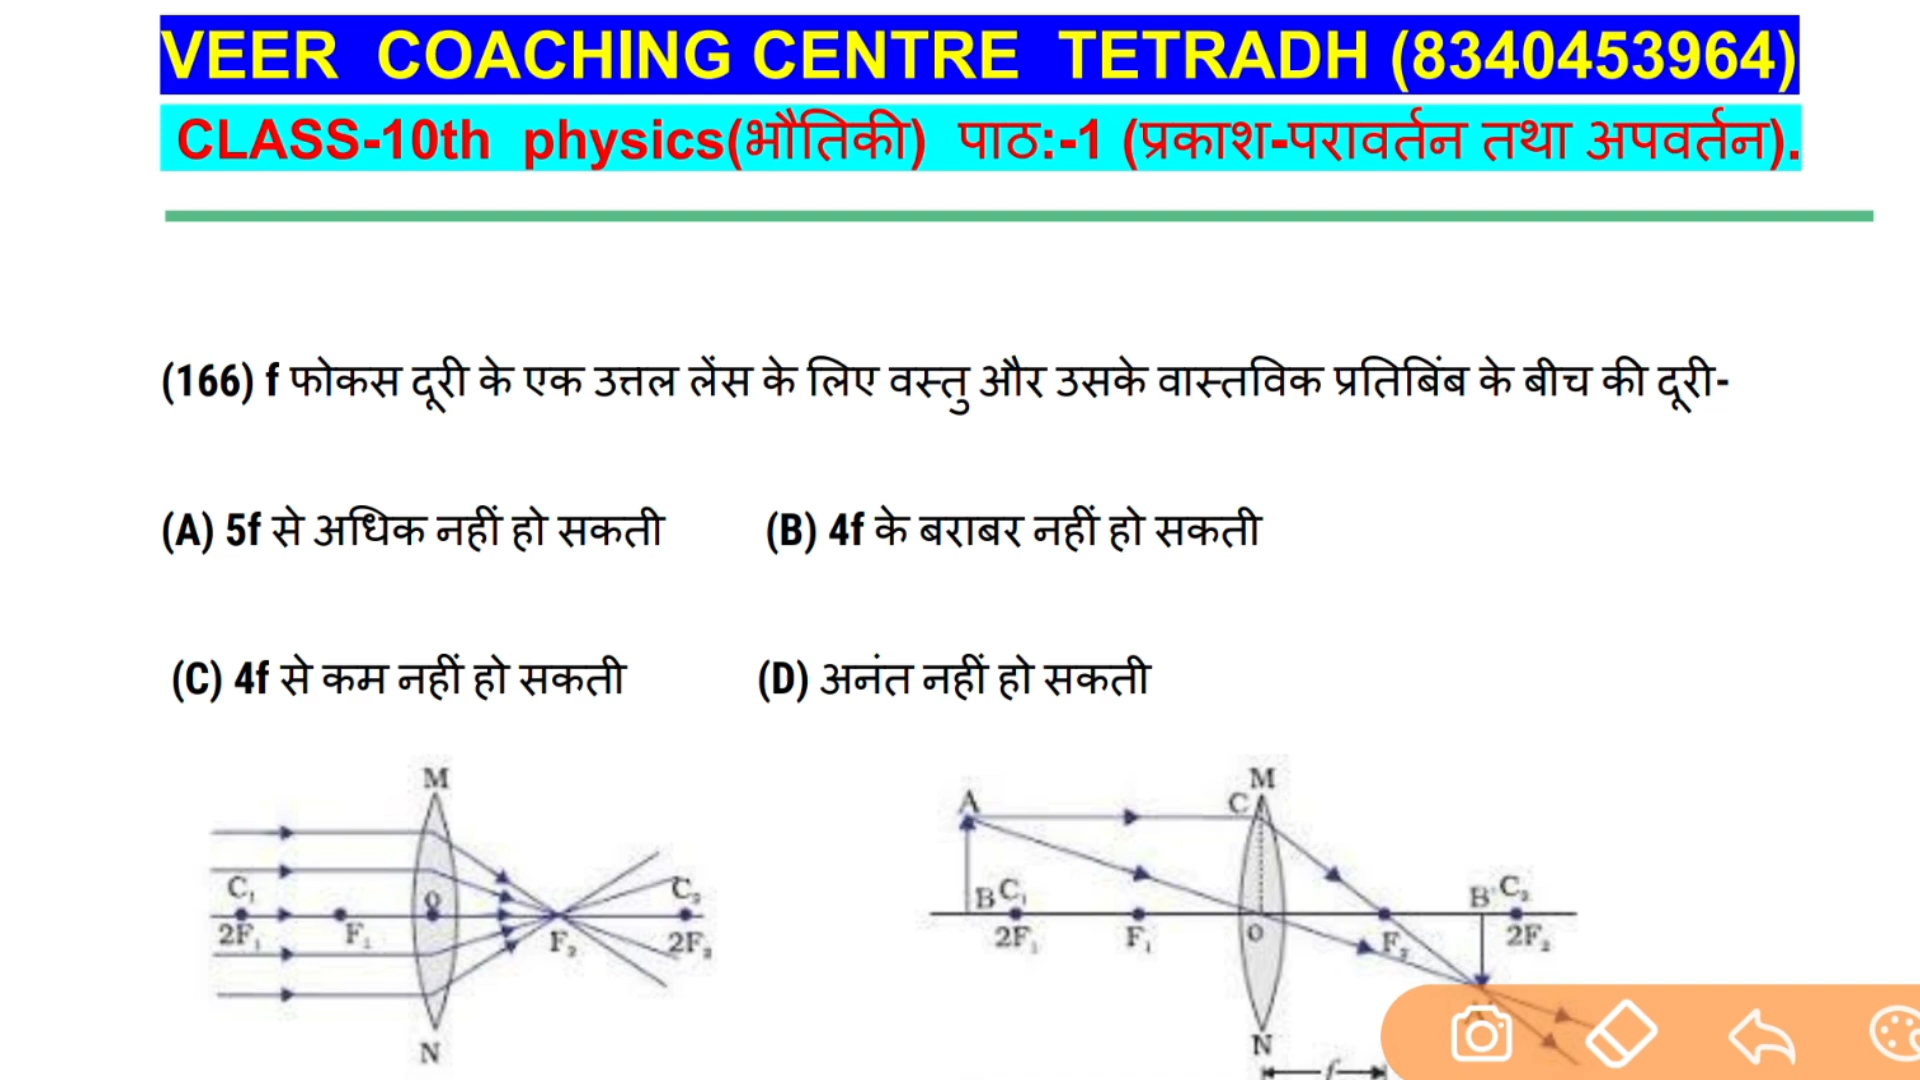 VEER COACHING CENTRE TETRADH (8340453964)
CLASS-10th physics(भौतिकी) पाठ:-1 (प्रकाश-परावर्तन तथा अपवर्तन).
(166) f फोकस दूरी के एक उत्तल लेंस के लिए वस्तु और उसके वास्तविक प्रतिबिंब के बीच की दूरी-
(A) 5f से अधिक नहीं हो सकती (B) 4f के बराबर नहीं हो सकती
(C) 4f से कम नहीं हो सकती (D) अनंत नहीं हो सकती
M M
A C
C₁ O C₂ B C₁ B' C₂
2F₁ F₁ F₂ 2F₂ 2F₁ F₁ O F₂ 2F₂
N N
f